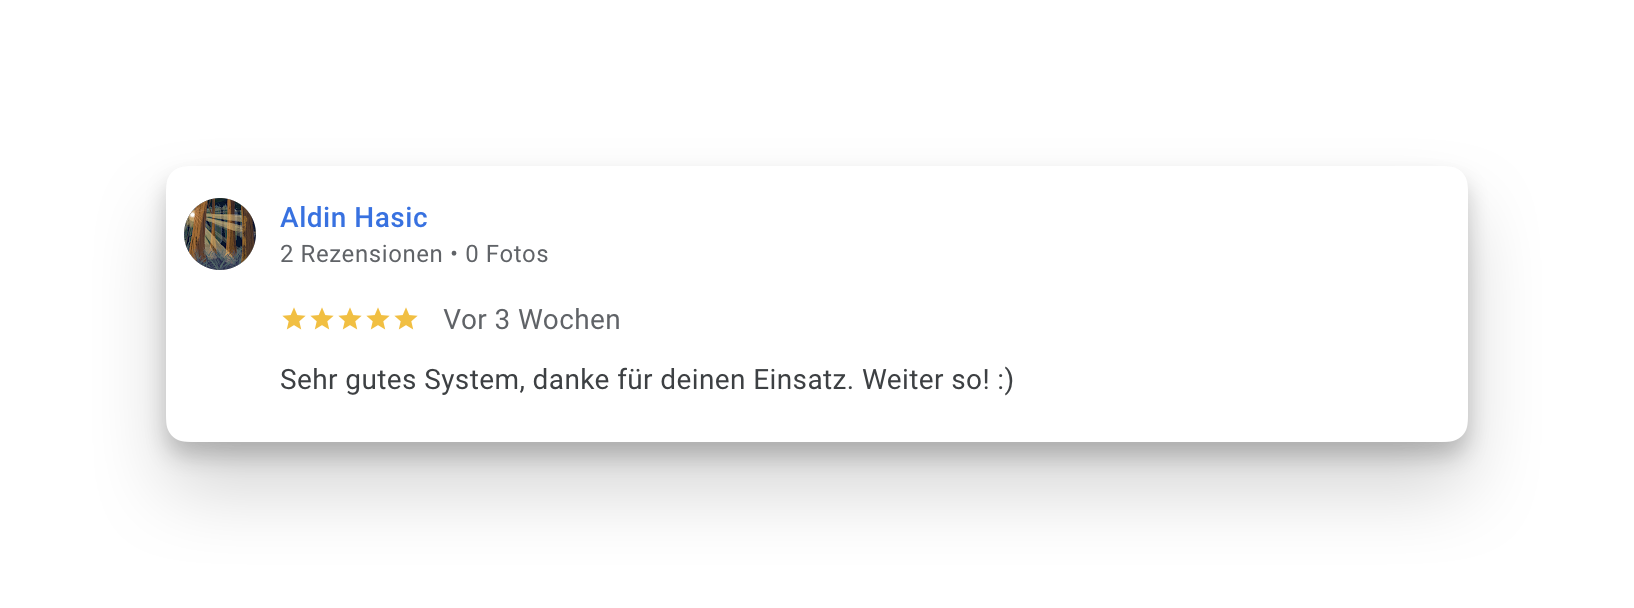 Aldin Hasic
2 Rezensionen • 0 Fotos
Vor 3 Wochen
Sehr gutes System, danke für deinen Einsatz. Weiter so! :)